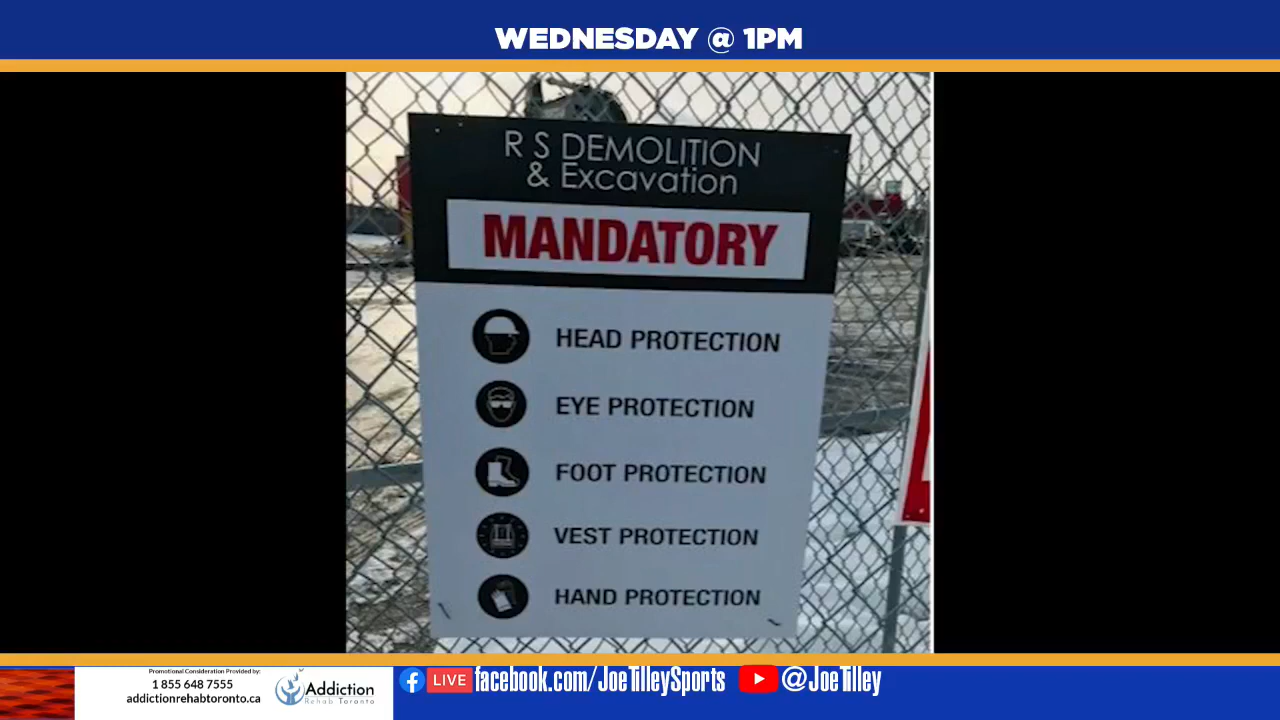 WEDNESDAY @ 1PM
R S DEMOLITION
& Excavation
MANDATORY
HEAD PROTECTION
EYE PROTECTION
FOOT PROTECTION
VEST PROTECTION
HAND PROTECTION
Promotional Consideration Provided by:
1 855 648 7555
addictionrehabtoronto.ca
Addiction
Rehab Toronto
LIVE
facebook.com/JoeTilleySports
@JoeTilley